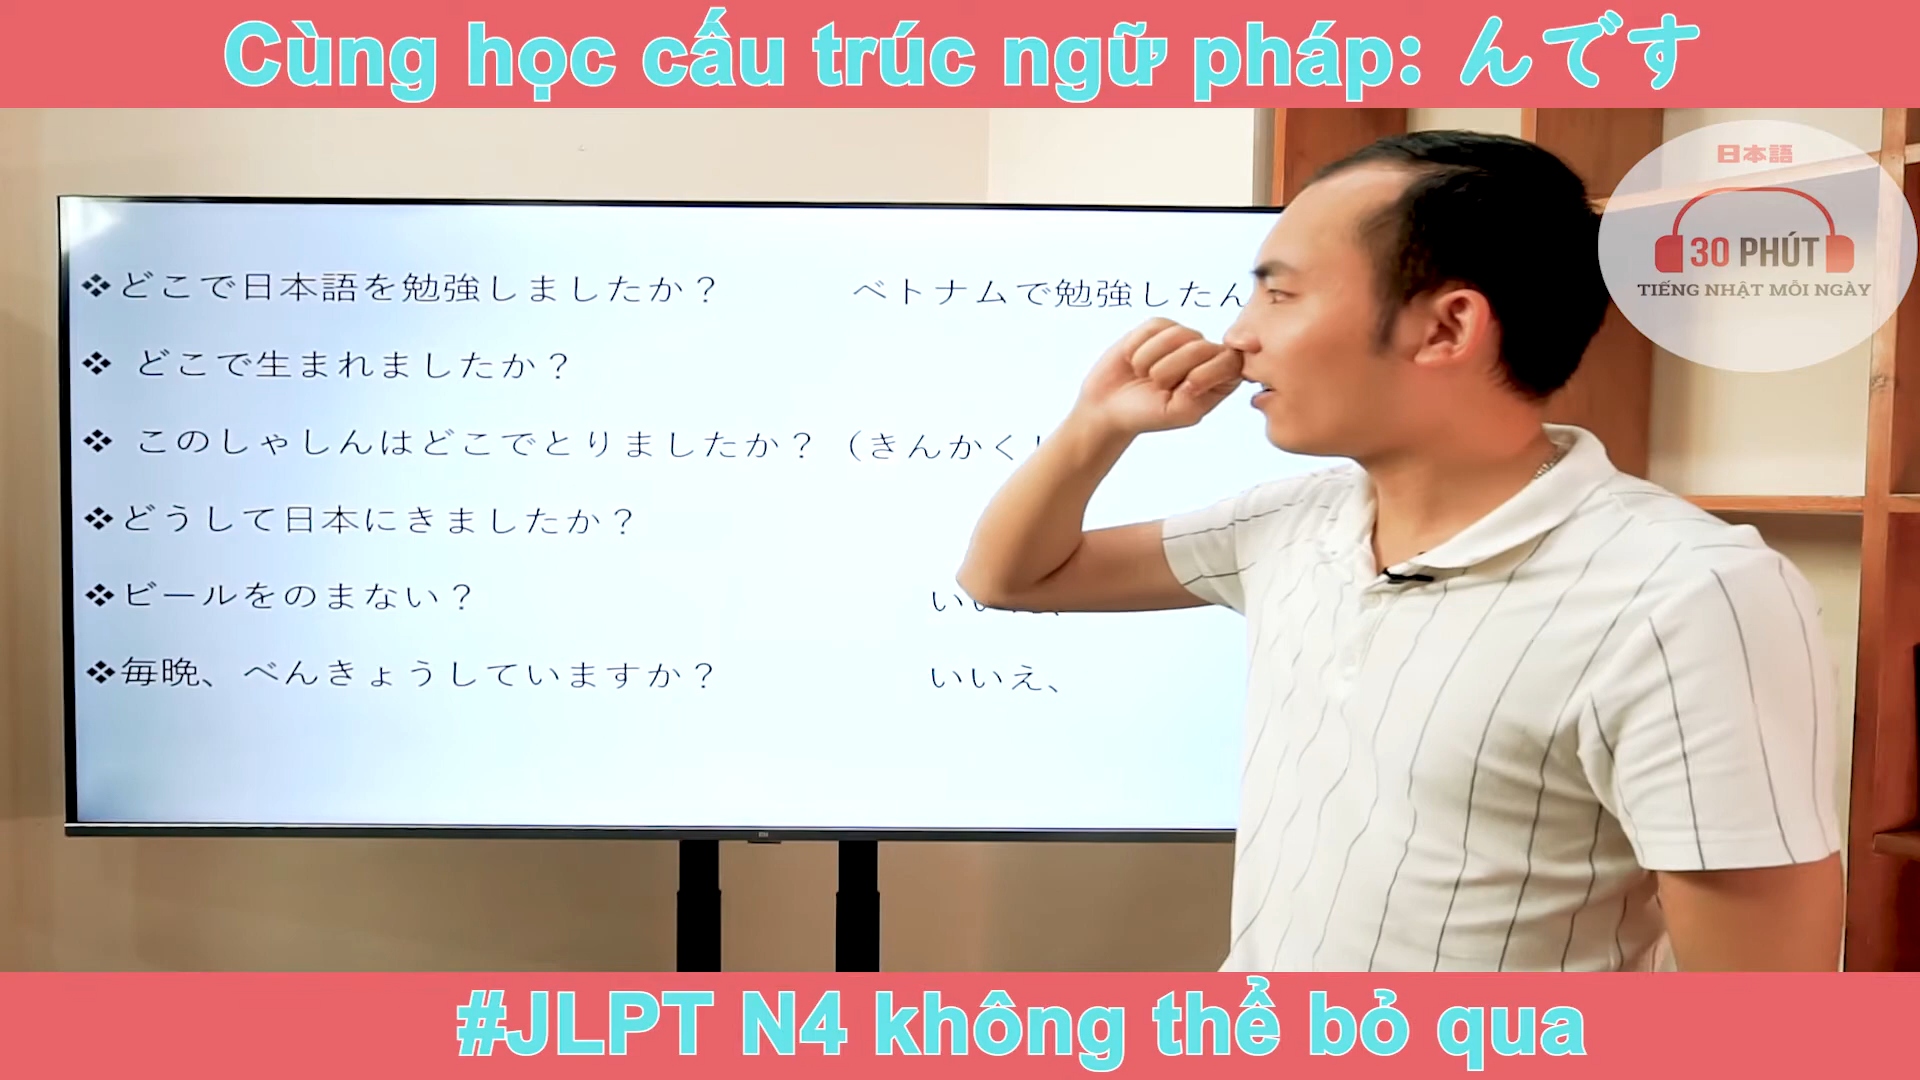 Cùng học cấu trúc ngữ pháp: んです
日本語
30 PHÚT
TIẾNG NHẬT MỖI NGÀY
❖どこで日本語を勉強しましたか？ ベトナムで勉強したん
❖ どこで生まれましたか？
❖ このしゃしんはどこでとりましたか？（きんかく
❖どうして日本にきましたか？
❖ビールをのまない？
❖毎晩、べんきょうしていますか？ いいえ、
#JLPT N4 không thể bỏ qua